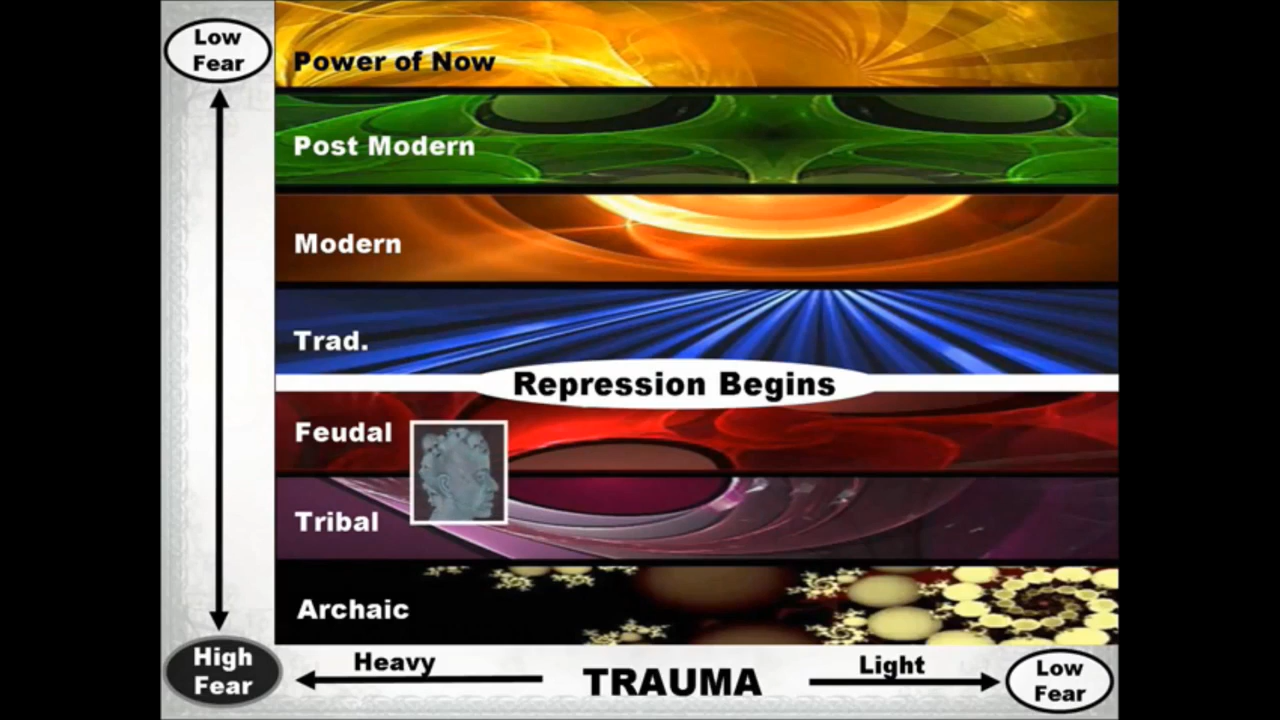 Low
Fear
Power of Now
Post Modern
Modern
Trad.
Repression Begins
Feudal
Tribal
Archaic
High
Fear
Heavy
TRAUMA
Light
Low
Fear